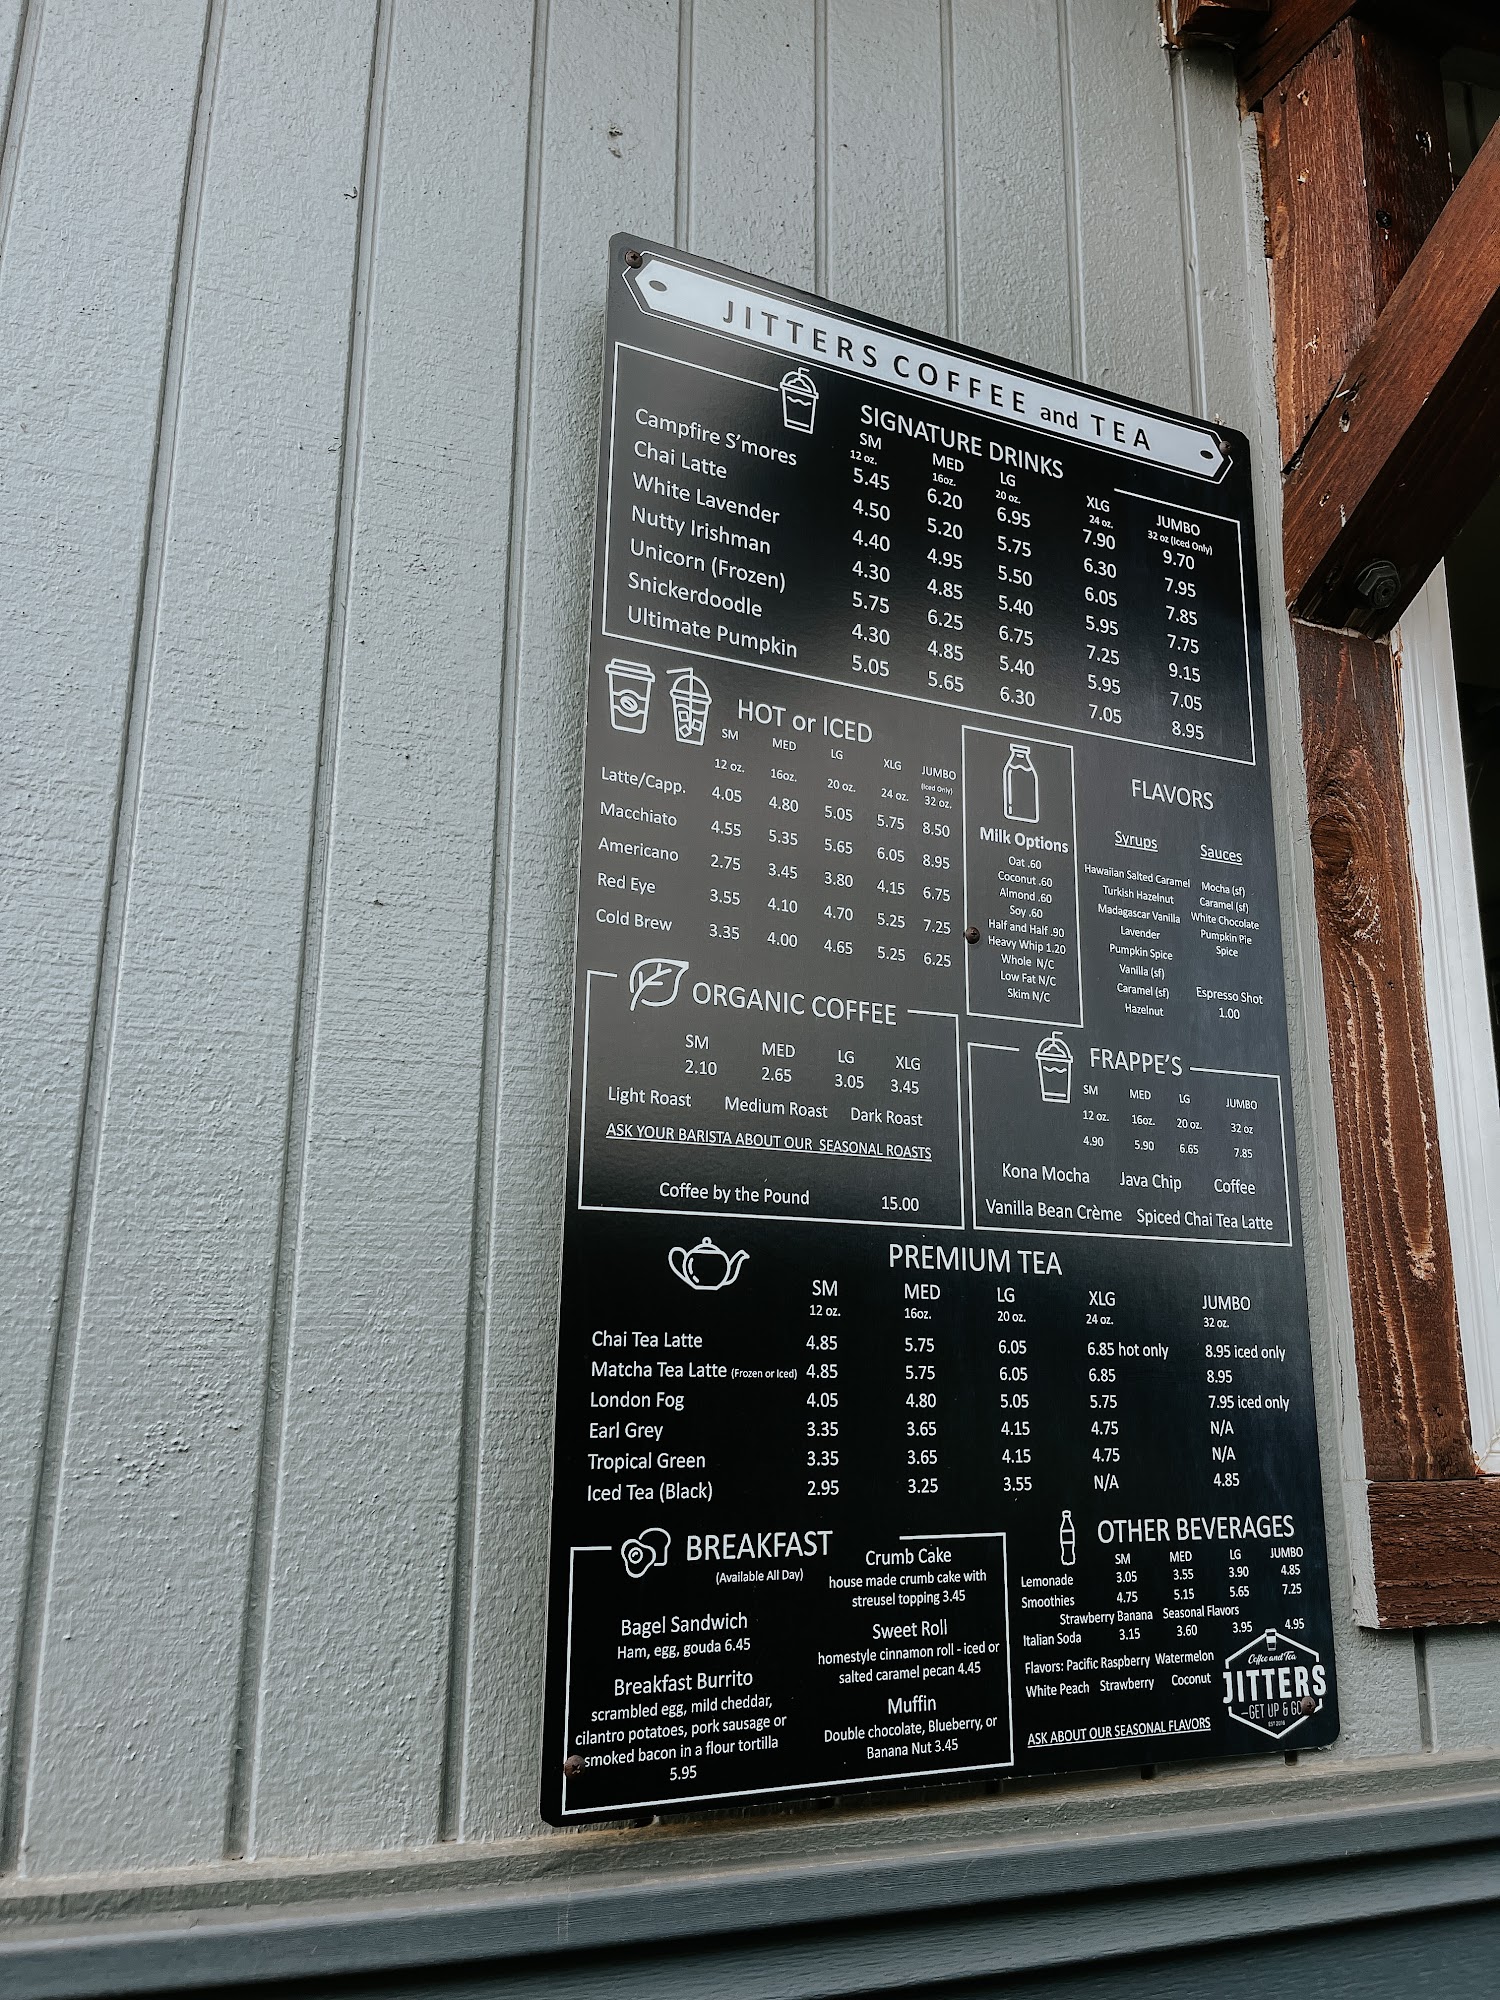 JITTERS COFFEE and TEA
SIGNATURE DRINKS
SM MED LG XLG JUMBO
12 oz. 16oz. 20 oz. 24 oz. 32 oz (Iced Only)
Campfire S'mores 5.45 6.20 6.95 7.90 9.70
Chai Latte 4.50 5.20 5.75 6.30 7.95
White Lavender 4.40 4.95 5.50 6.05 7.85
Nutty Irishman 4.30 4.85 5.40 5.95 7.75
Unicorn (Frozen) 5.75 6.25 6.75 7.25 9.15
Snickerdoodle 4.30 4.85 5.40 5.95 7.05
Ultimate Pumpkin 5.05 5.65 6.30 7.05 8.95
HOT or ICED
SM MED LG XLG JUMBO
(Iced Only)
12 oz. 16oz. 20 oz. 24 oz. 32 oz.
Latte/Capp. 4.05 4.80 5.05 5.75 8.50
Macchiato 4.55 5.35 5.65 6.05 8.95
Americano 2.75 3.45 3.80 4.15 6.75
Red Eye 3.55 4.10 4.70 5.25 7.25
Cold Brew 3.35 4.00 4.65 5.25 6.25
Milk Options
Oat .60
Coconut .60
Almond .60
Soy .60
Half and Half .90
Heavy Whip 1.20
Whole N/C
Low Fat N/C
Skim N/C
FLAVORS
Syrups
Hawaiian Salted Caramel
Turkish Hazelnut
Madagascar Vanilla
Lavender
Pumpkin Spice
Vanilla (sf)
Caramel (sf)
Hazelnut
Sauces
Mocha (sf)
Caramel (sf)
White Chocolate
Pumpkin Pie
Spice
Espresso Shot
1.00
ORGANIC COFFEE
SM MED LG XLG
2.10 2.65 3.05 3.45
Light Roast Medium Roast Dark Roast
ASK YOUR BARISTA ABOUT OUR SEASONAL ROASTS
Coffee by the Pound 15.00
FRAPPE'S
SM MED LG JUMBO
12 oz. 16oz. 20 oz. 32 oz
4.90 5.90 6.65 7.85
Kona Mocha Java Chip Coffee
Vanilla Bean Crème Spiced Chai Tea Latte
PREMIUM TEA
SM MED LG XLG JUMBO
12 oz. 16oz. 20 oz. 24 oz. 32 oz.
Chai Tea Latte 4.85 5.75 6.05 6.85 hot only 8.95 iced only
Matcha Tea Latte (Frozen or Iced) 4.85 5.75 6.05 6.85 8.95
London Fog 4.05 4.80 5.05 5.75 7.95 iced only
Earl Grey 3.35 3.65 4.15 4.75 N/A
Tropical Green 3.35 3.65 4.15 4.75 N/A
Iced Tea (Black) 2.95 3.25 3.55 N/A 4.85
BREAKFAST
(Available All Day)
Bagel Sandwich
Ham, egg, gouda 6.45
Breakfast Burrito
scrambled egg, mild cheddar,
cilantro potatoes, pork sausage or
smoked bacon in a flour tortilla
5.95
Crumb Cake
house made crumb cake with
streusel topping 3.45
Sweet Roll
homestyle cinnamon roll - iced or
salted caramel pecan 4.45
Muffin
Double chocolate, Blueberry, or
Banana Nut 3.45
OTHER BEVERAGES
SM MED LG JUMBO
Lemonade 3.05 3.55 3.90 4.85
Smoothies 4.75 5.15 5.65 7.25
Strawberry Banana Seasonal Flavors
Italian Soda 3.15 3.60 3.95 4.95
Flavors: Pacific Raspberry Watermelon
White Peach Strawberry Coconut
ASK ABOUT OUR SEASONAL FLAVORS
Coffee and Tea
JITTERS
GET UP & GO
EST 2016